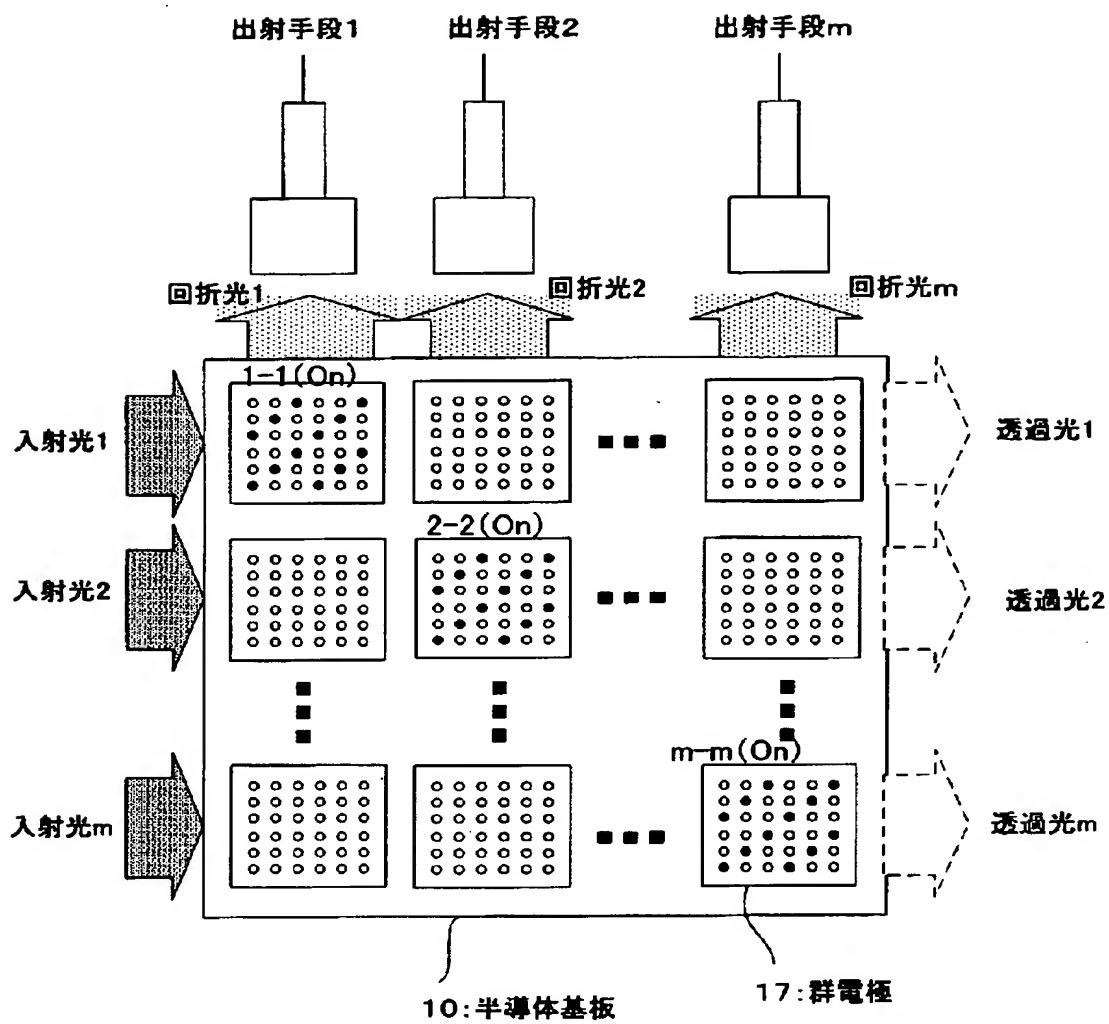 出射手段1
出射手段2
出射手段m
回折光1
回折光2
回折光m
1-1(On)
入射光1
透過光1
2-2(On)
入射光2
透過光2
m-m(On)
入射光m
透過光m
10:半導体基板
17:群電極